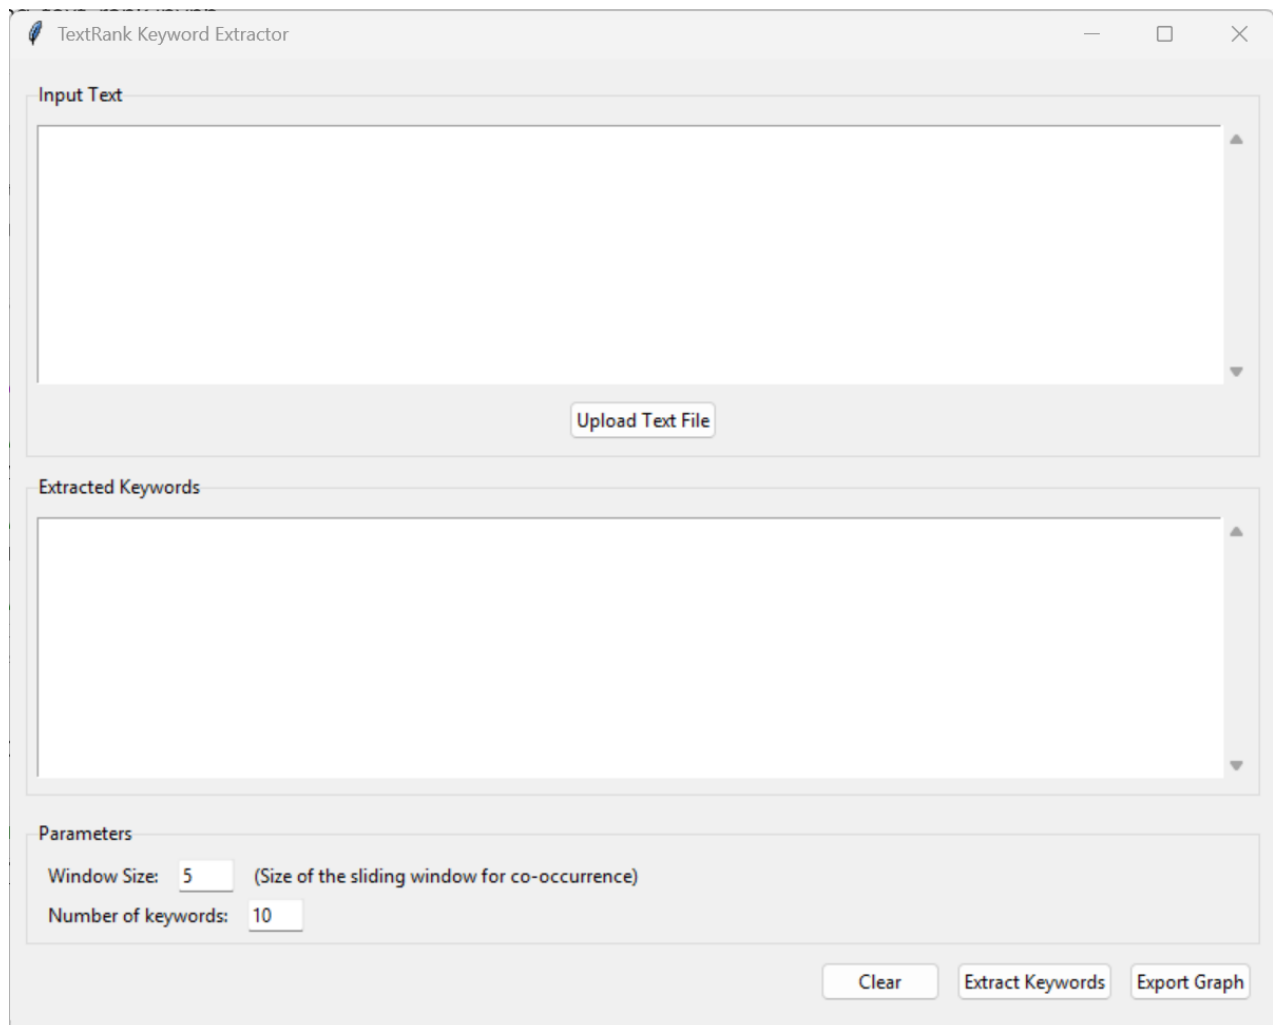 TextRank Keyword Extractor
Input Text
Upload Text File
Extracted Keywords
Parameters
Window Size: 5 (Size of the sliding window for co-occurrence)
Number of keywords: 10
Clear Extract Keywords Export Graph